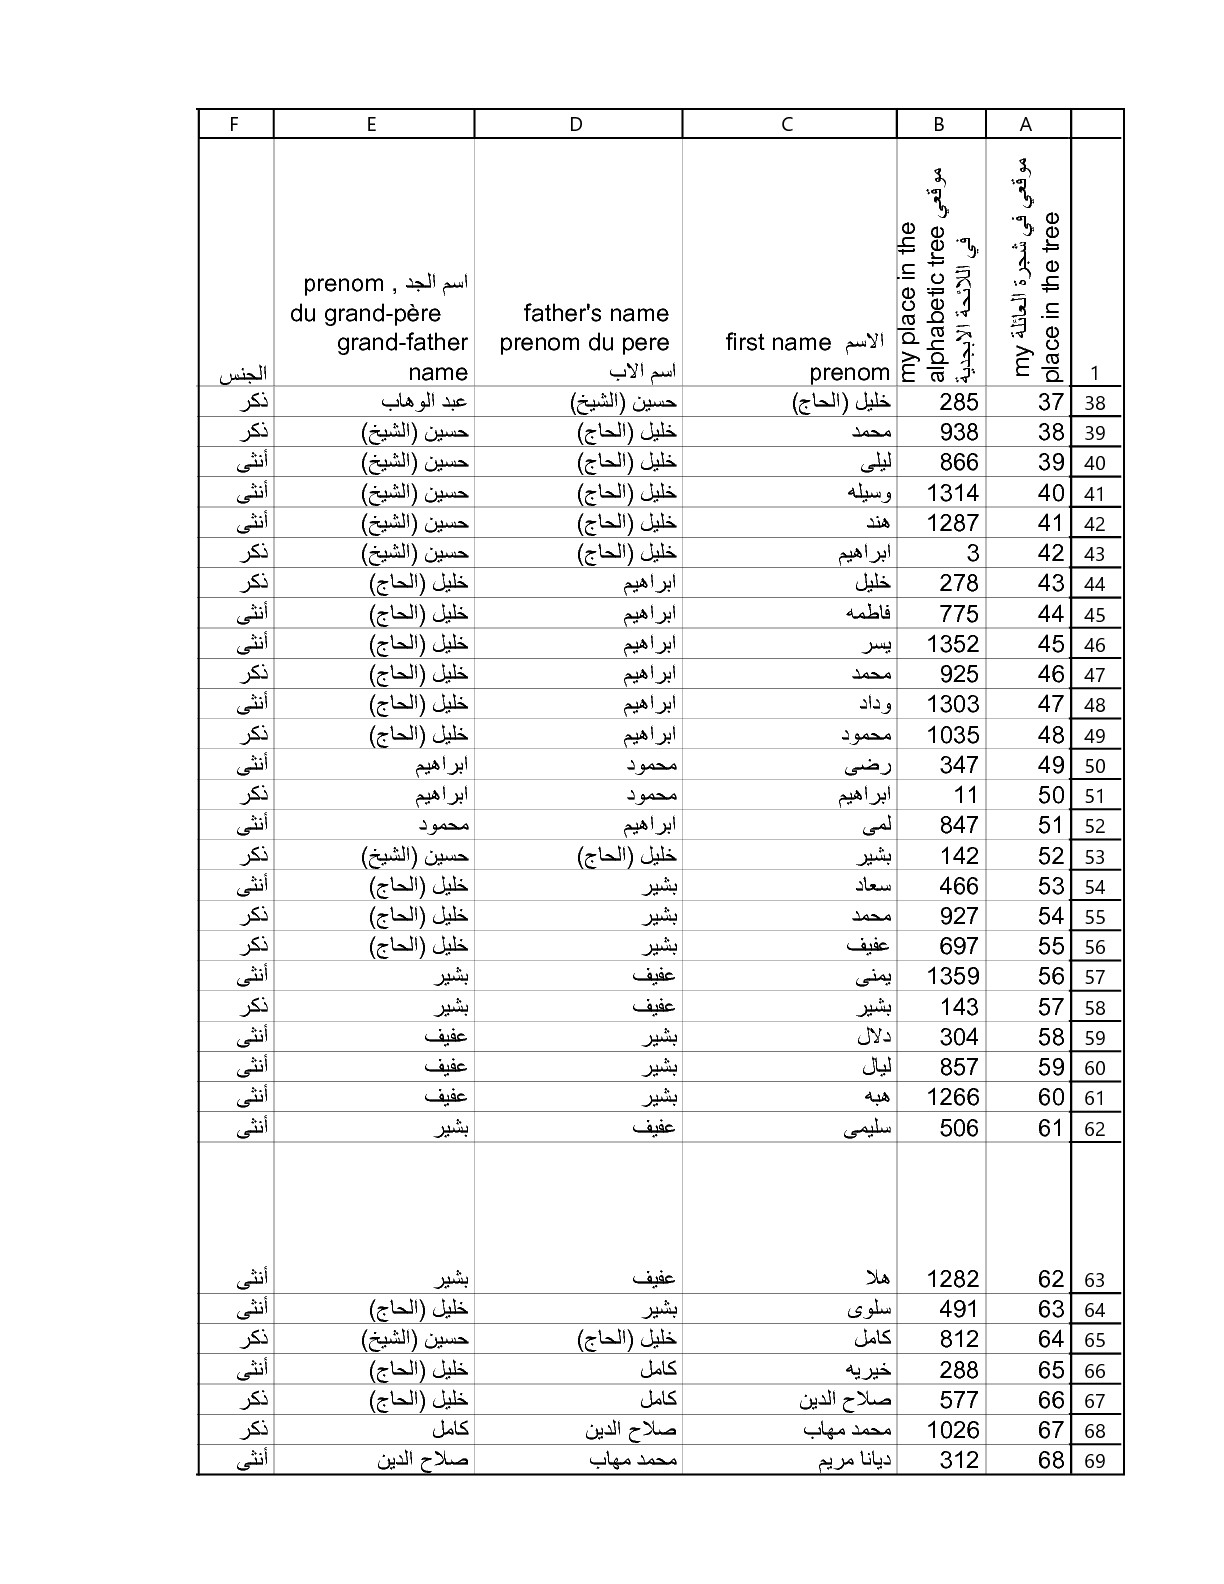 A B C D E F
1 موقعي في شجرة العائلة my place in the tree my place in the alphabetic tree موقعي في اللائحة الابجدية first name الاسم prenom father's name prenom du pere اسم الاب prenom , اسم الجد du grand-père grand-father name الجنس
38 37 285 خليل (الحاج) حسين (الشيخ) عبد الوهاب ذكر
39 38 938 محمد خليل (الحاج) حسين (الشيخ) ذكر
40 39 866 ليلى خليل (الحاج) حسين (الشيخ) أنثى
41 40 1314 وسيله خليل (الحاج) حسين (الشيخ) أنثى
42 41 1287 هند خليل (الحاج) حسين (الشيخ) أنثى
43 42 3 ابراهيم خليل (الحاج) حسين (الشيخ) ذكر
44 43 278 خليل ابراهيم خليل (الحاج) ذكر
45 44 775 فاطمه ابراهيم خليل (الحاج) أنثى
46 45 1352 يسر ابراهيم خليل (الحاج) أنثى
47 46 925 محمد ابراهيم خليل (الحاج) ذكر
48 47 1303 وداد ابراهيم خليل (الحاج) أنثى
49 48 1035 محمود ابراهيم خليل (الحاج) ذكر
50 49 347 رضى محمود ابراهيم أنثى
51 50 11 ابراهيم محمود ابراهيم ذكر
52 51 847 لمى ابراهيم محمود أنثى
53 52 142 بشير خليل (الحاج) حسين (الشيخ) ذكر
54 53 466 سعاد بشير خليل (الحاج) أنثى
55 54 927 محمد بشير خليل (الحاج) ذكر
56 55 697 عفيف بشير خليل (الحاج) ذكر
57 56 1359 يمنى عفيف بشير أنثى
58 57 143 بشير عفيف بشير ذكر
59 58 304 دلال بشير عفيف أنثى
60 59 857 ليال بشير عفيف أنثى
61 60 1266 هبه بشير عفيف أنثى
62 61 506 سليمى عفيف بشير أنثى
63 62 1282 هلا عفيف بشير أنثى
64 63 491 سلوى بشير خليل (الحاج) أنثى
65 64 812 كامل خليل (الحاج) حسين (الشيخ) ذكر
66 65 288 خيريه كامل خليل (الحاج) أنثى
67 66 577 صلاح الدين كامل خليل (الحاج) ذكر
68 67 1026 محمد مهاب صلاح الدين كامل ذكر
69 68 312 ديانا مريم محمد مهاب صلاح الدين أنثى